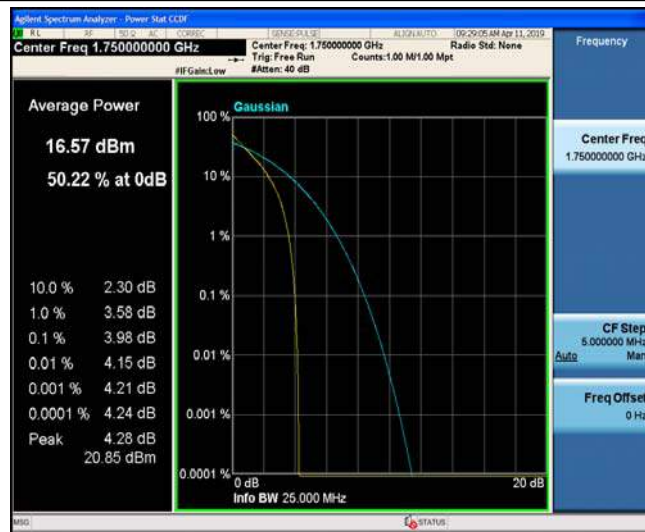 Agilent Spectrum Analyzer - Power Stat CCDF
RL RF 50 Ω AC CORREC SENSE:PULSE ALIGNAUTO 09:29:05 AM Apr 11, 2019
Center Freq 1.750000000 GHz
Center Freq: 1.750000000 GHz Radio Std: None
Trig: Free Run Counts:1.00 M/1.00 Mpt
#IFGain:Low #Atten: 40 dB
Frequency
Average Power
16.57 dBm
50.22 % at 0dB
10.0 % 2.30 dB
1.0 % 3.58 dB
0.1 % 3.98 dB
0.01 % 4.15 dB
0.001 % 4.21 dB
0.0001 % 4.24 dB
Peak 4.28 dB
20.85 dBm
Gaussian
100 %
10 %
1 %
0.1 %
0.01 %
0.001 %
0.0001 %
0 dB 20 dB
Info BW 25.000 MHz
Center Freq
1.750000000 GHz
CF Step
5.000000 MHz
Auto Man
Freq Offset
0 Hz
MSG STATUS